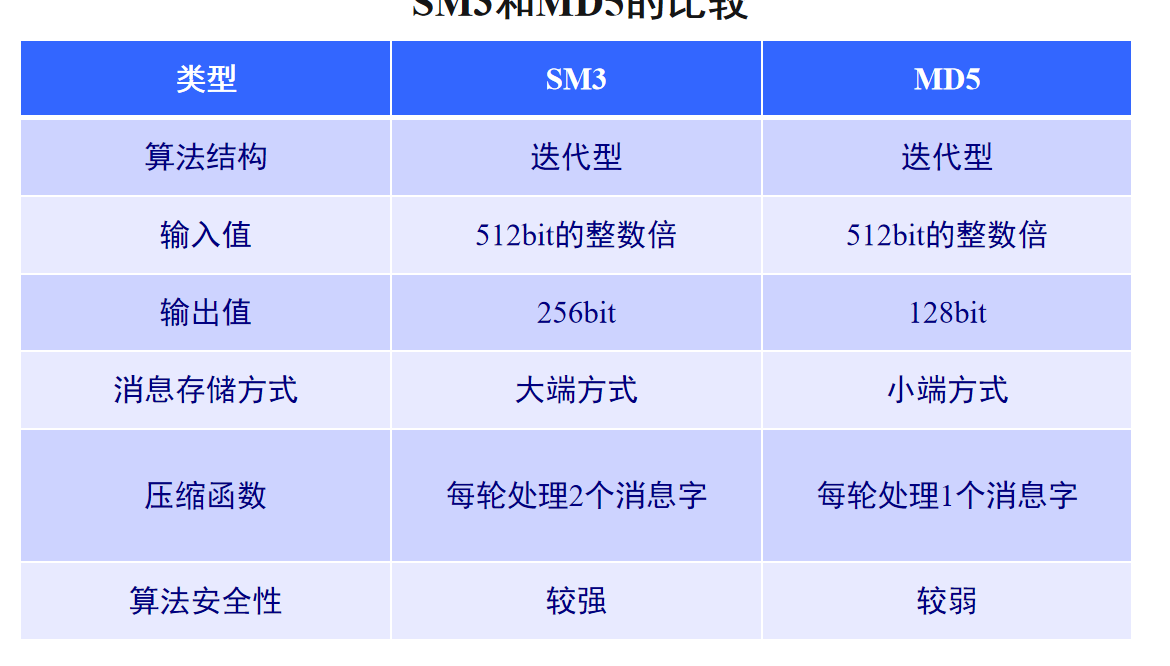 SM3和MD5的比较
类型 SM3 MD5
算法结构 迭代型 迭代型
输入值 512bit的整数倍 512bit的整数倍
输出值 256bit 128bit
消息存储方式 大端方式 小端方式
压缩函数 每轮处理2个消息字 每轮处理1个消息字
算法安全性 较强 较弱